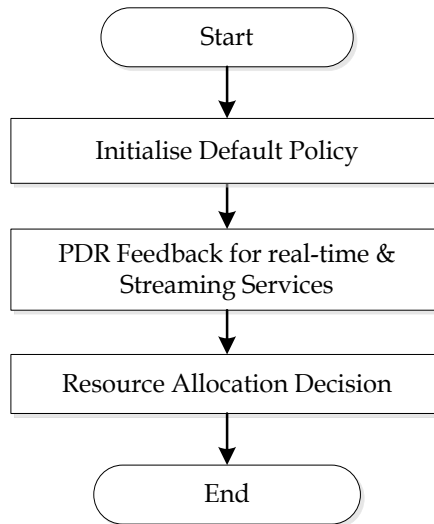 Start
Initialise Default Policy
PDR Feedback for real-time &
Streaming Services
Resource Allocation Decision
End